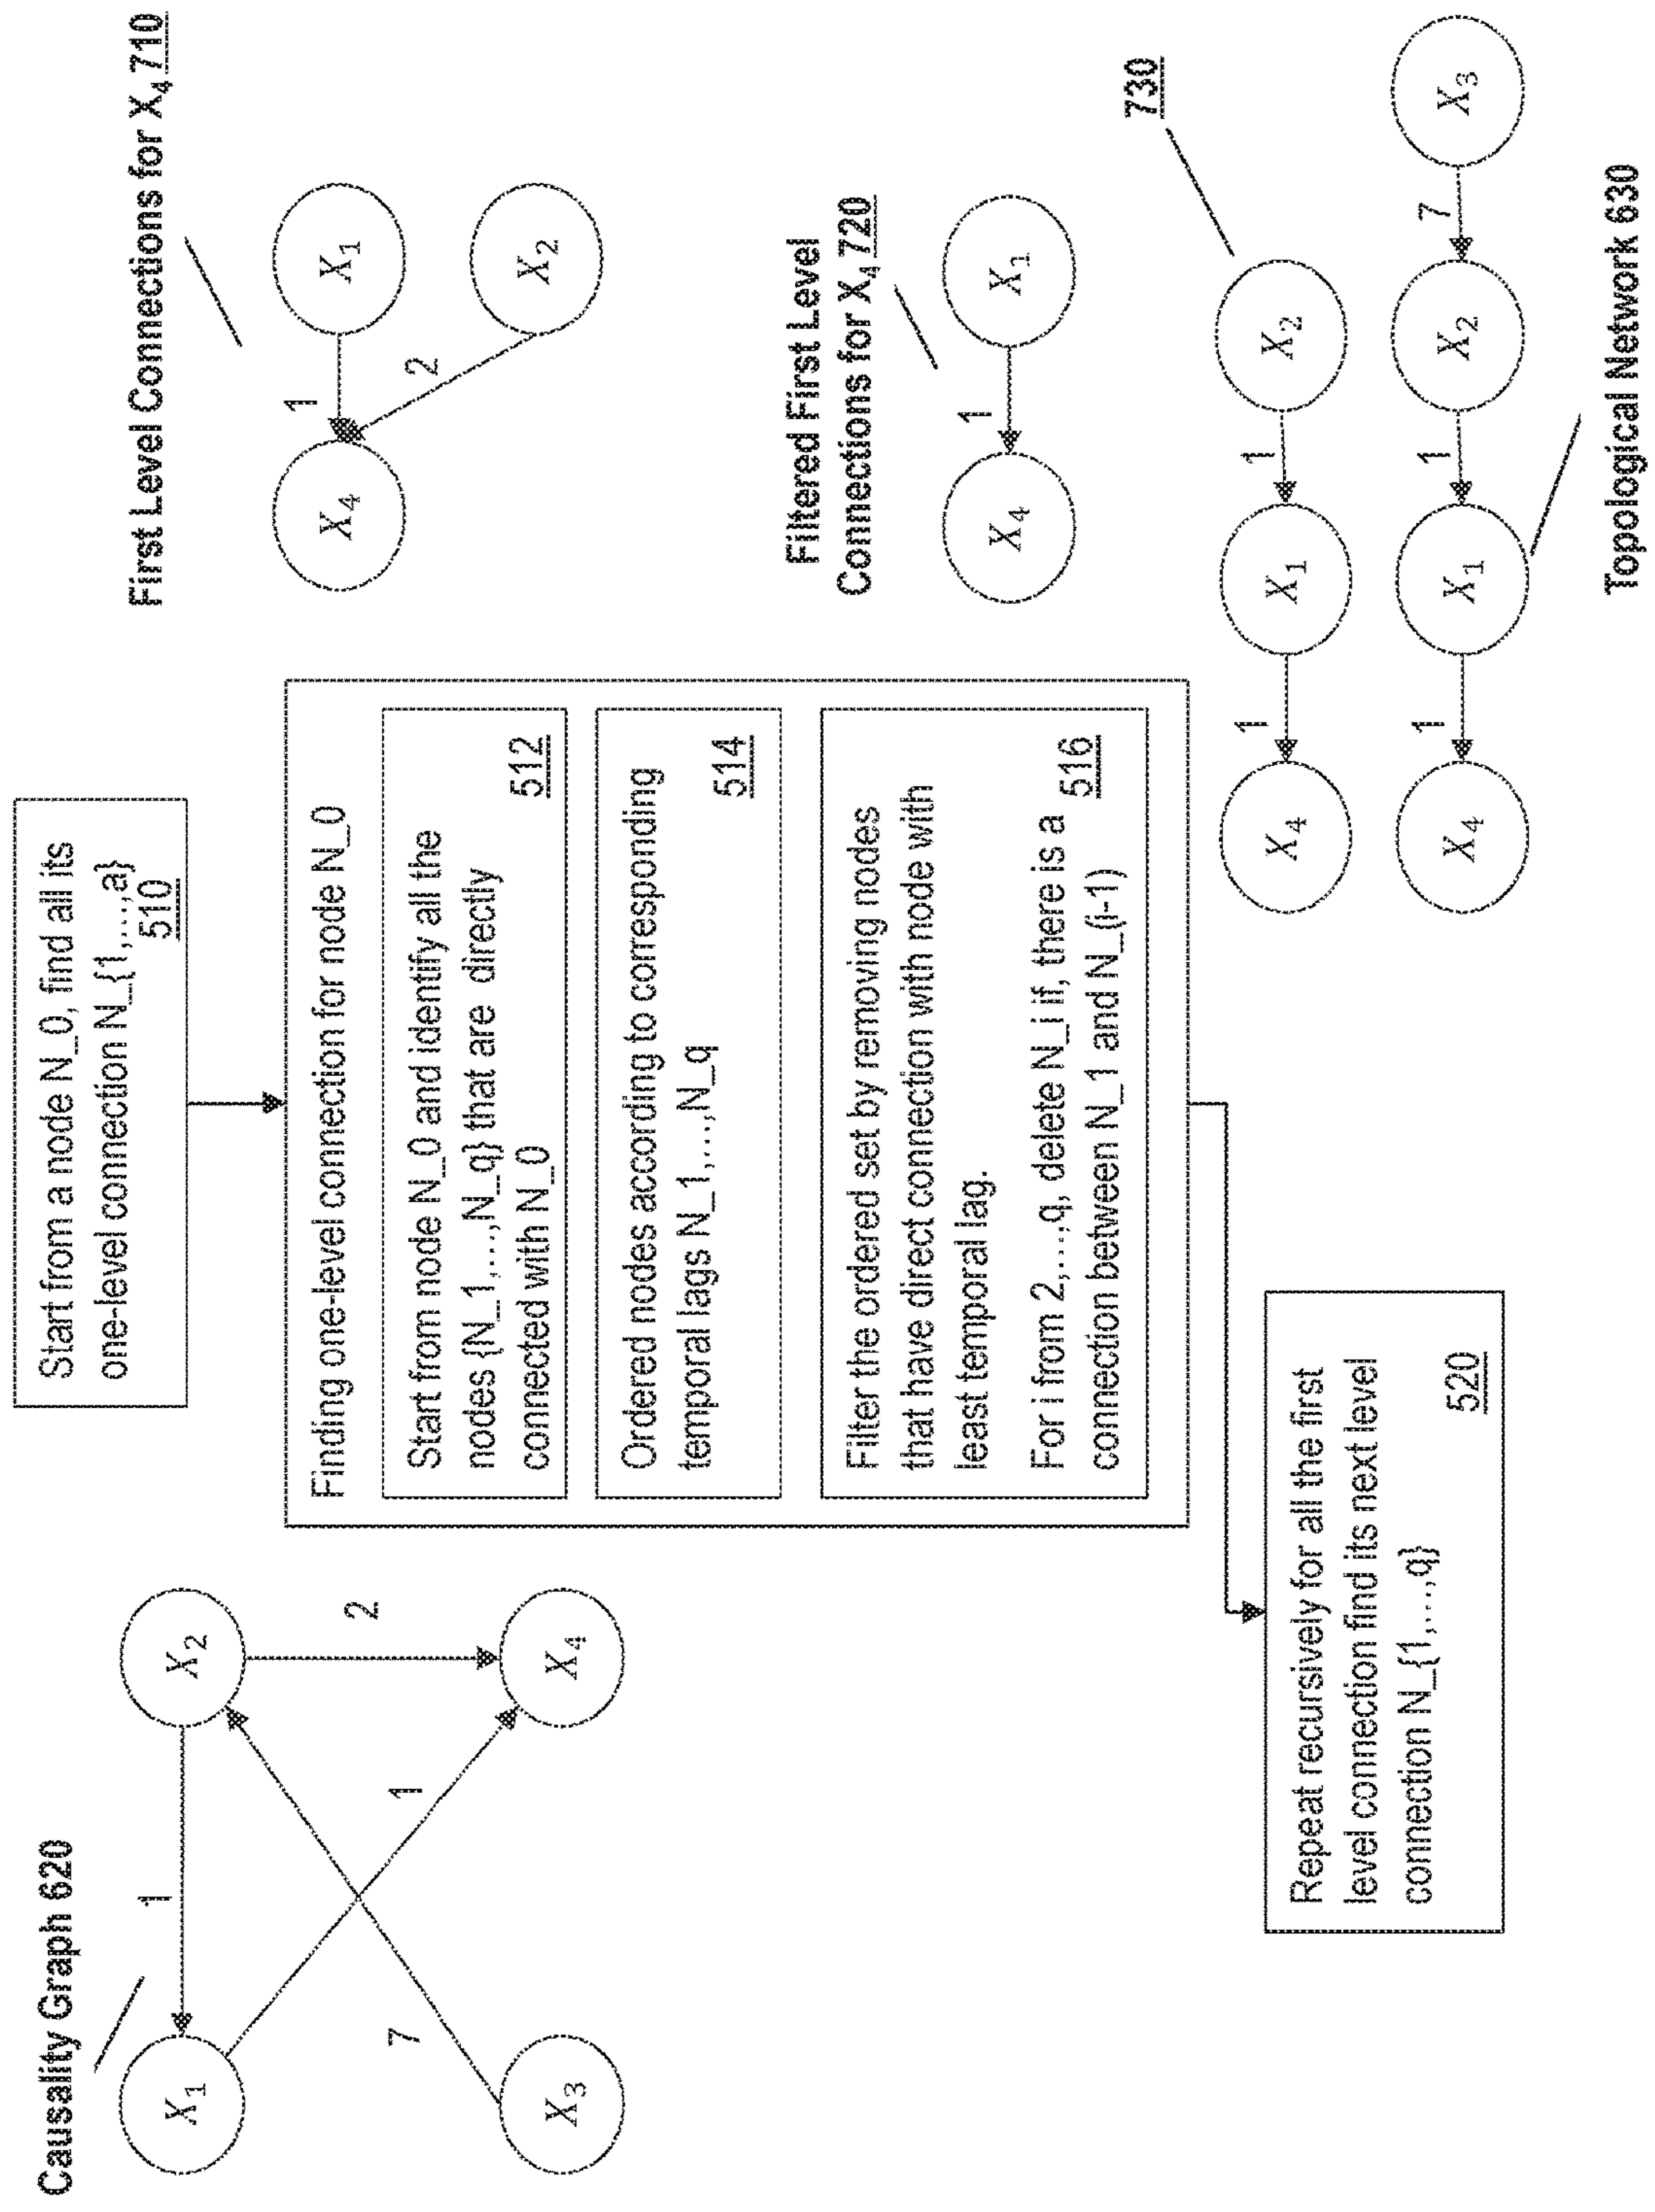 Causality Graph 620
X1
1
X2
7
1
2
X3
X4
Start from a node N_0, find all its
one-level connection N_{1,…,a}
510
Finding one-level connection for node N_0
Start from node N_0 and identify all the
nodes {N_1,…,N_q} that are directly
connected with N_0
512
Ordered nodes according to corresponding
temporal lags N_1,…,N_q
514
Filter the ordered set by removing nodes
that have direct connection with node with
least temporal lag.
For i from 2,…,q, delete N_i if, there is a
connection between N_1 and N_(i-1)
516
Repeat recursively for all the first
level connection find its next level
connection N_{1,…,q}
520
First Level Connections for X4 710
X4
1
X1
2
X2
Filtered First Level
Connections for X4 720
X4
1
X1
730
X4
1
X1
1
X2
X4
1
X1
1
X2
7
X3
Topological Network 630